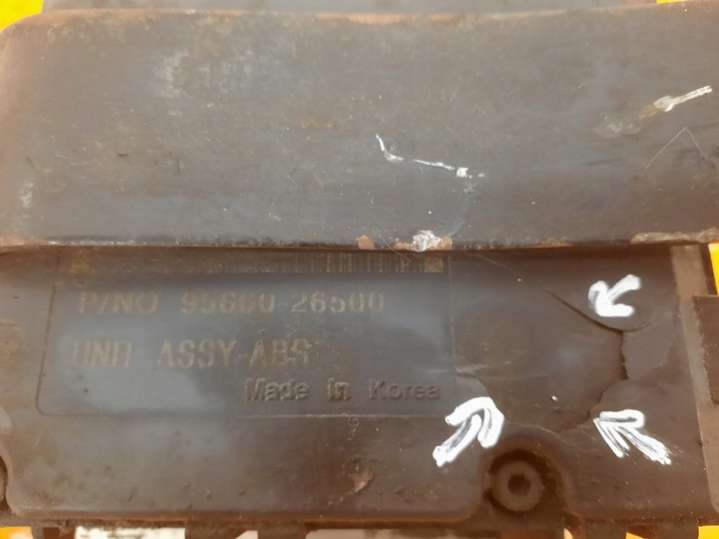 P/NO 95660-26500
UND ASSY-ABS
Made in Korea